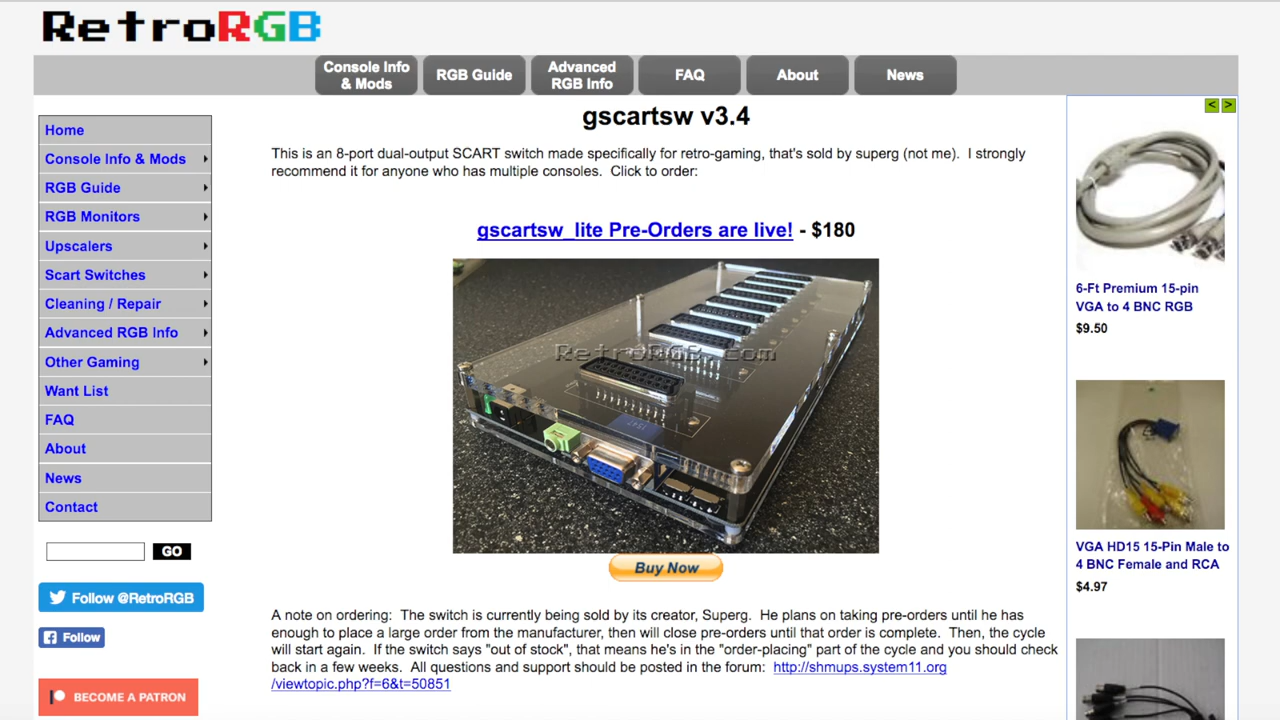 RetroRGB
Console Info
& Mods
RGB Guide
Advanced
RGB Info
FAQ
About
News
Home
Console Info & Mods
RGB Guide
RGB Monitors
Upscalers
Scart Switches
Cleaning / Repair
Advanced RGB Info
Other Gaming
Want List
FAQ
About
News
Contact
GO
Follow @RetroRGB
Follow
BECOME A PATRON
gscartsw v3.4
This is an 8-port dual-output SCART switch made specifically for retro-gaming, that's sold by superg (not me).  I strongly
recommend it for anyone who has multiple consoles.  Click to order:
gscartsw_lite Pre-Orders are live! - $180
RetroRGB.com
Buy Now
A note on ordering:  The switch is currently being sold by its creator, Superg.  He plans on taking pre-orders until he has
enough to place a large order from the manufacturer, then will close pre-orders until that order is complete.  Then, the cycle
will start again.  If the switch says "out of stock", that means he's in the "order-placing" part of the cycle and you should check
back in a few weeks.  All questions and support should be posted in the forum:  http://shmups.system11.org
/viewtopic.php?f=6&t=50851
< >
6-Ft Premium 15-pin
VGA to 4 BNC RGB
$9.50
VGA HD15 15-Pin Male to
4 BNC Female and RCA
$4.97